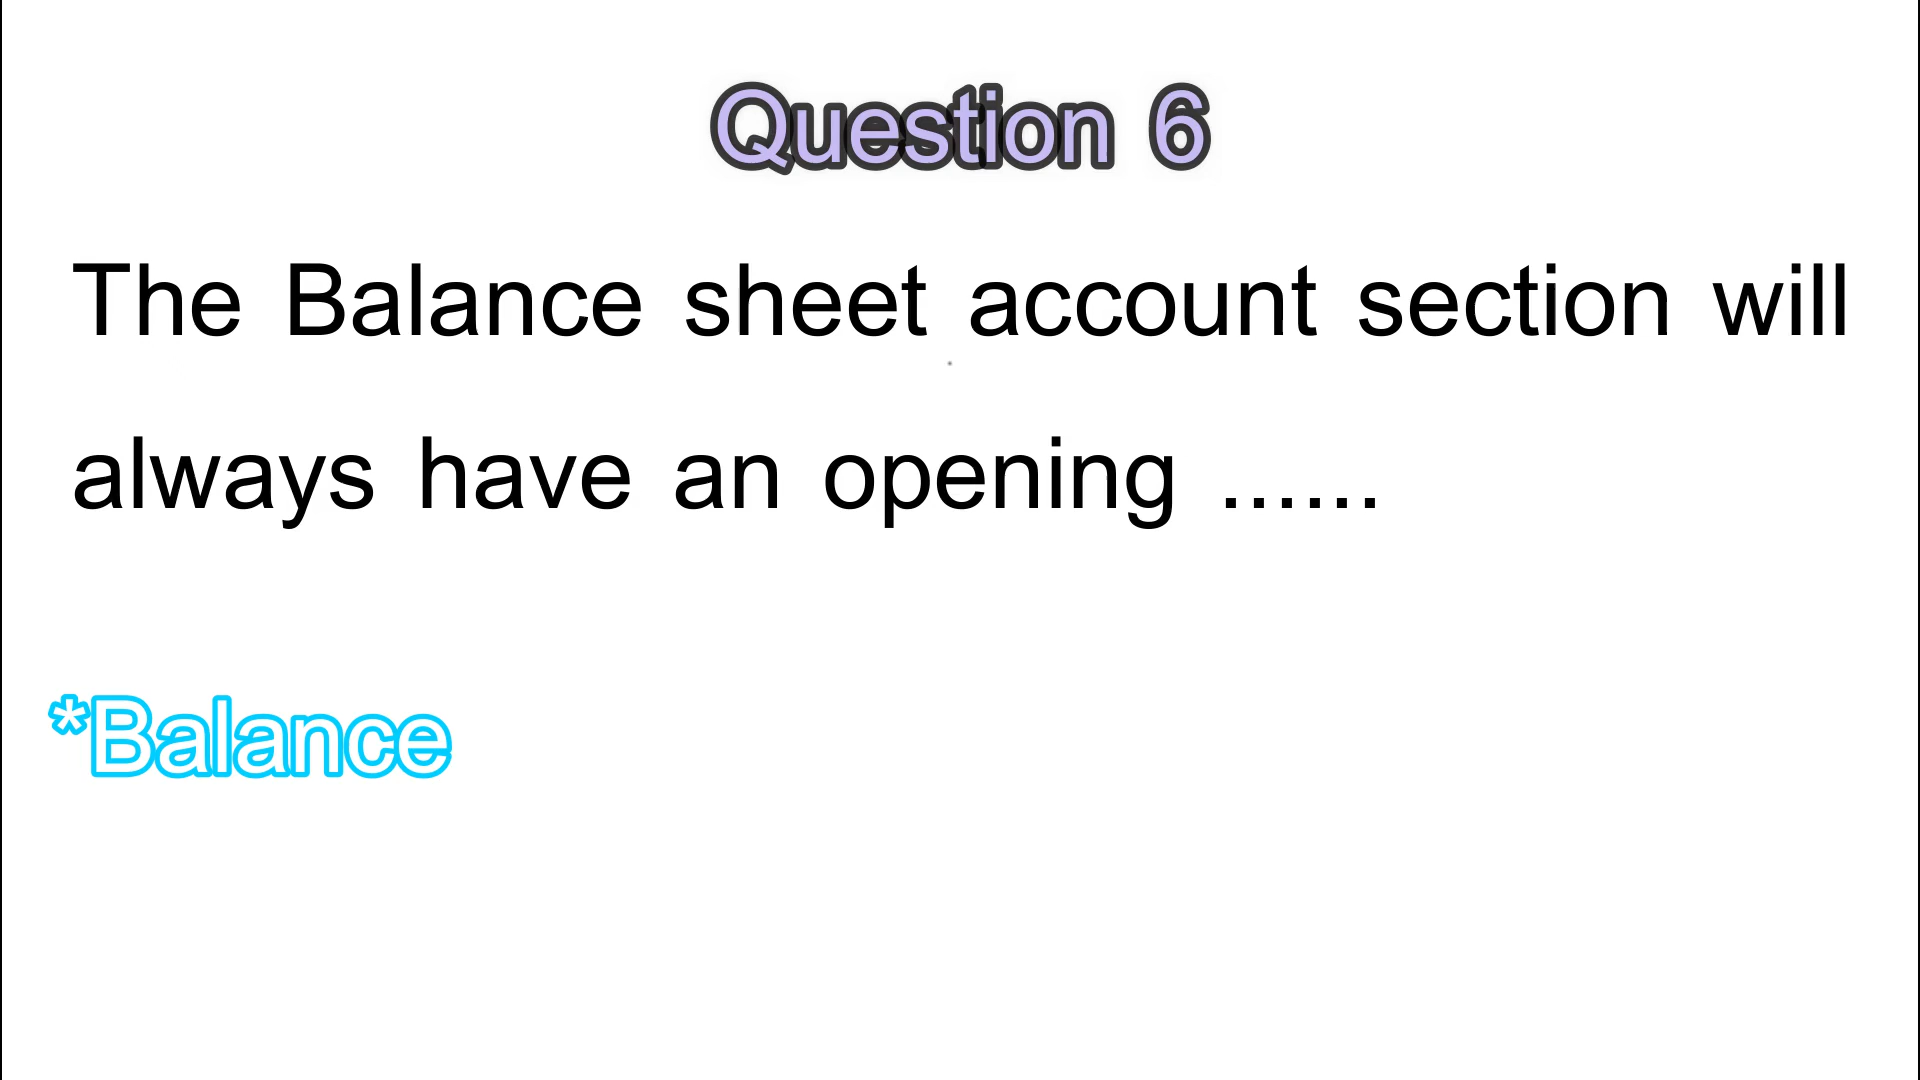 Question 6
The Balance sheet account section will
always have an opening ......
*Balance